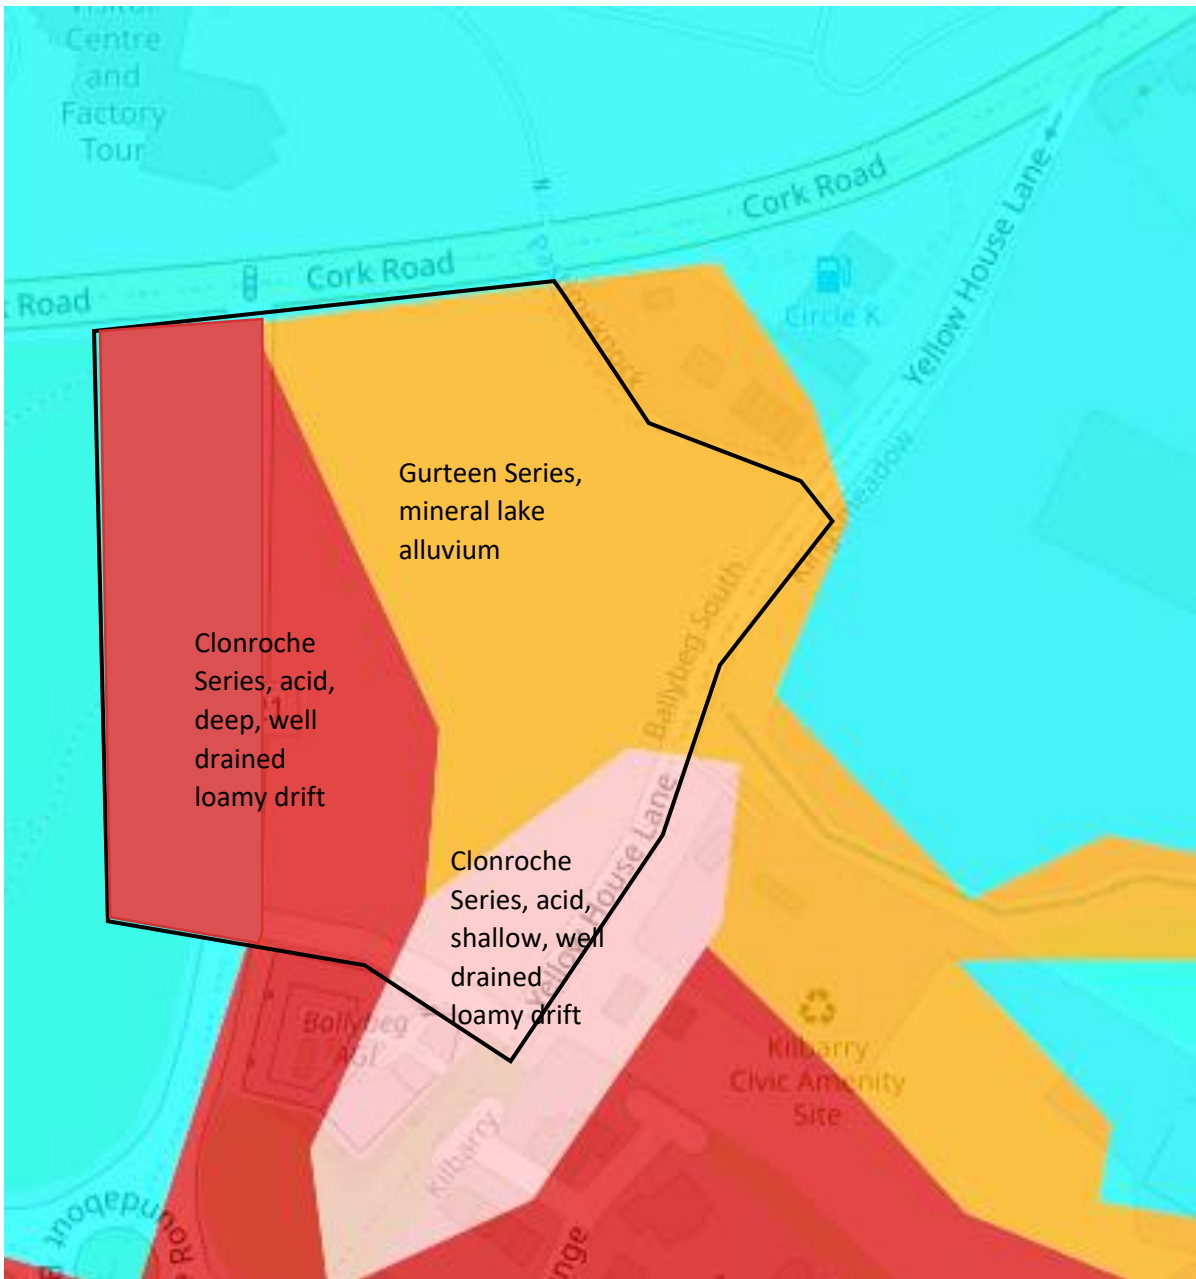 Centre
and
Factory
Tour
Cork Road
Yellow House Lane
Cork Road
Road
Circle K
Gurteen Series,
mineral lake
alluvium
Ballybeg South
Clonroche
Series, acid,
deep, well
drained
loamy drift
Yellow House Lane
Clonroche
Series, acid,
shallow, well
drained
loamy drift
Ballybeg
AGI
Kilbarry
Civic Amenity
Site
Kilbarry
Roundabout
nge